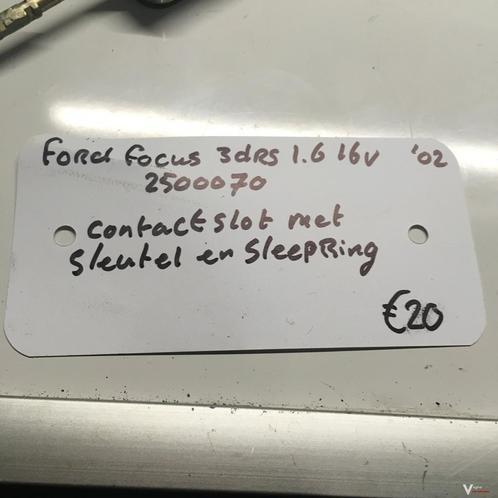 Ford Focus 3drs 1.6 16v '02
2500070
contactslot met
sleutel en sleepring
€20